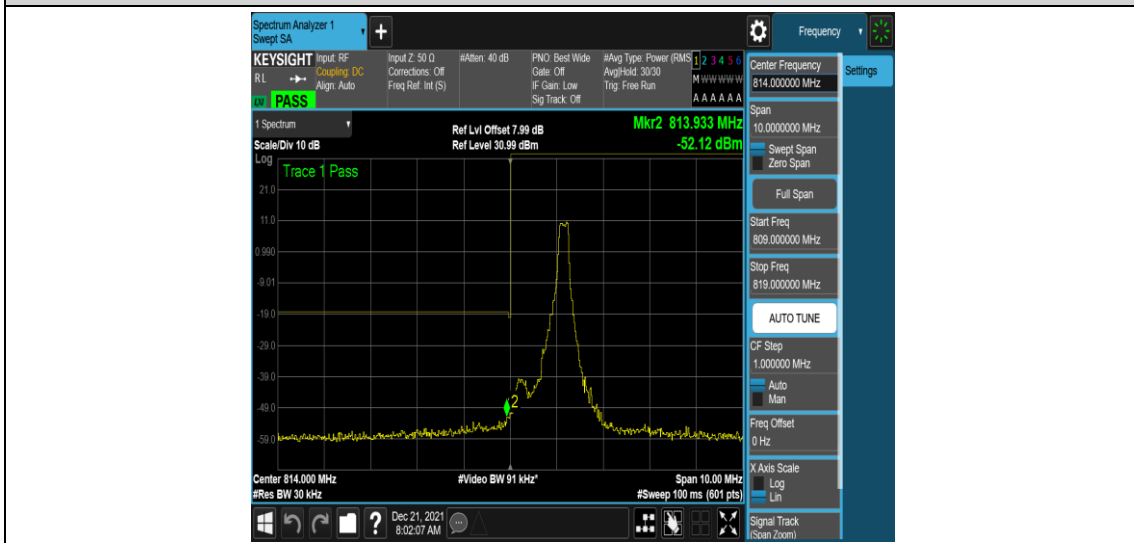 Spectrum Analyzer 1
Swept SA
+
Frequency
KEYSIGHT
RL
LXI
PASS
Input: RF
Coupling: DC
Align: Auto
Input Z: 50 Ω
Corrections: Off
Freq Ref: Int (S)
#Atten: 40 dB
PNO: Best Wide
Gate: Off
IF Gain: Low
Sig Track: Off
#Avg Type: Power (RMS
Avg|Hold: 30/30
Trig: Free Run
1 2 3 4 5 6
M W W W W W
A A A A A A
1 Spectrum
Scale/Div 10 dB
Ref Lvl Offset 7.99 dB
Ref Level 30.99 dBm
Mkr2 813.933 MHz
-52.12 dBm
Log
Trace 1 Pass
21.0
11.0
0.990
-9.01
-19.0
-29.0
-39.0
-49.0
-59.0
2
Center 814.000 MHz
#Res BW 30 kHz
#Video BW 91 kHz*
Span 10.00 MHz
#Sweep 100 ms (601 pts)
Center Frequency
814.000000 MHz
Settings
Span
10.0000000 MHz
Swept Span
Zero Span
Full Span
Start Freq
809.000000 MHz
Stop Freq
819.000000 MHz
AUTO TUNE
CF Step
1.000000 MHz
Auto
Man
Freq Offset
0 Hz
X Axis Scale
Log
Lin
Signal Track
(Span Zoom)
?
Dec 21, 2021
8:02:07 AM